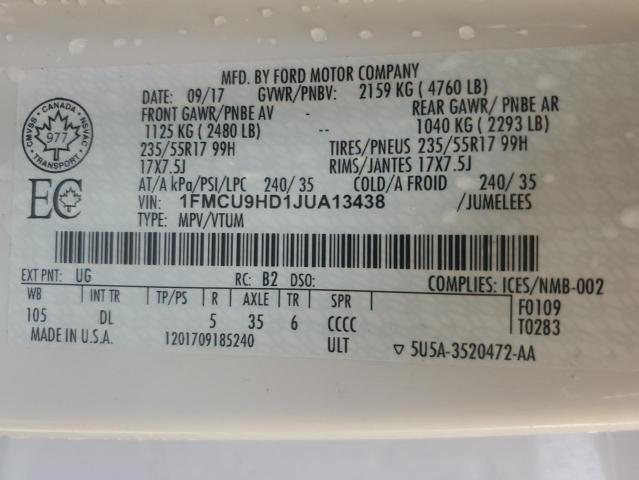 MFD. BY FORD MOTOR COMPANY
DATE: 09/17 GVWR/PNBV: 2159 KG ( 4760 LB)
FRONT GAWR/PNBE AV REAR GAWR/ PNBE AR
1125 KG ( 2480 LB) -- 1040 KG ( 2293 LB)
235/55R17 99H TIRES/PNEUS 235/55R17 99H
17X7.5J RIMS/JANTES 17X7.5J
AT/A kPa/PSI/LPC 240/ 35 COLD/A FROID 240/ 35
VIN: 1FMCU9HD1JUA13438 /JUMELEES
TYPE: MPV/VTUM
CANADA
CMVSS NSVAC
977
TRANSPORT
EC
EXT PNT: UG RC: B2 DSO: COMPLIES: ICES/NMB-002
WB INT TR TP/PS R AXLE TR SPR F0109
105 DL 5 35 6 CCCC T0283
MADE IN U.S.A. 1201709185240 ULT ▽ 5U5A-3520472-AA